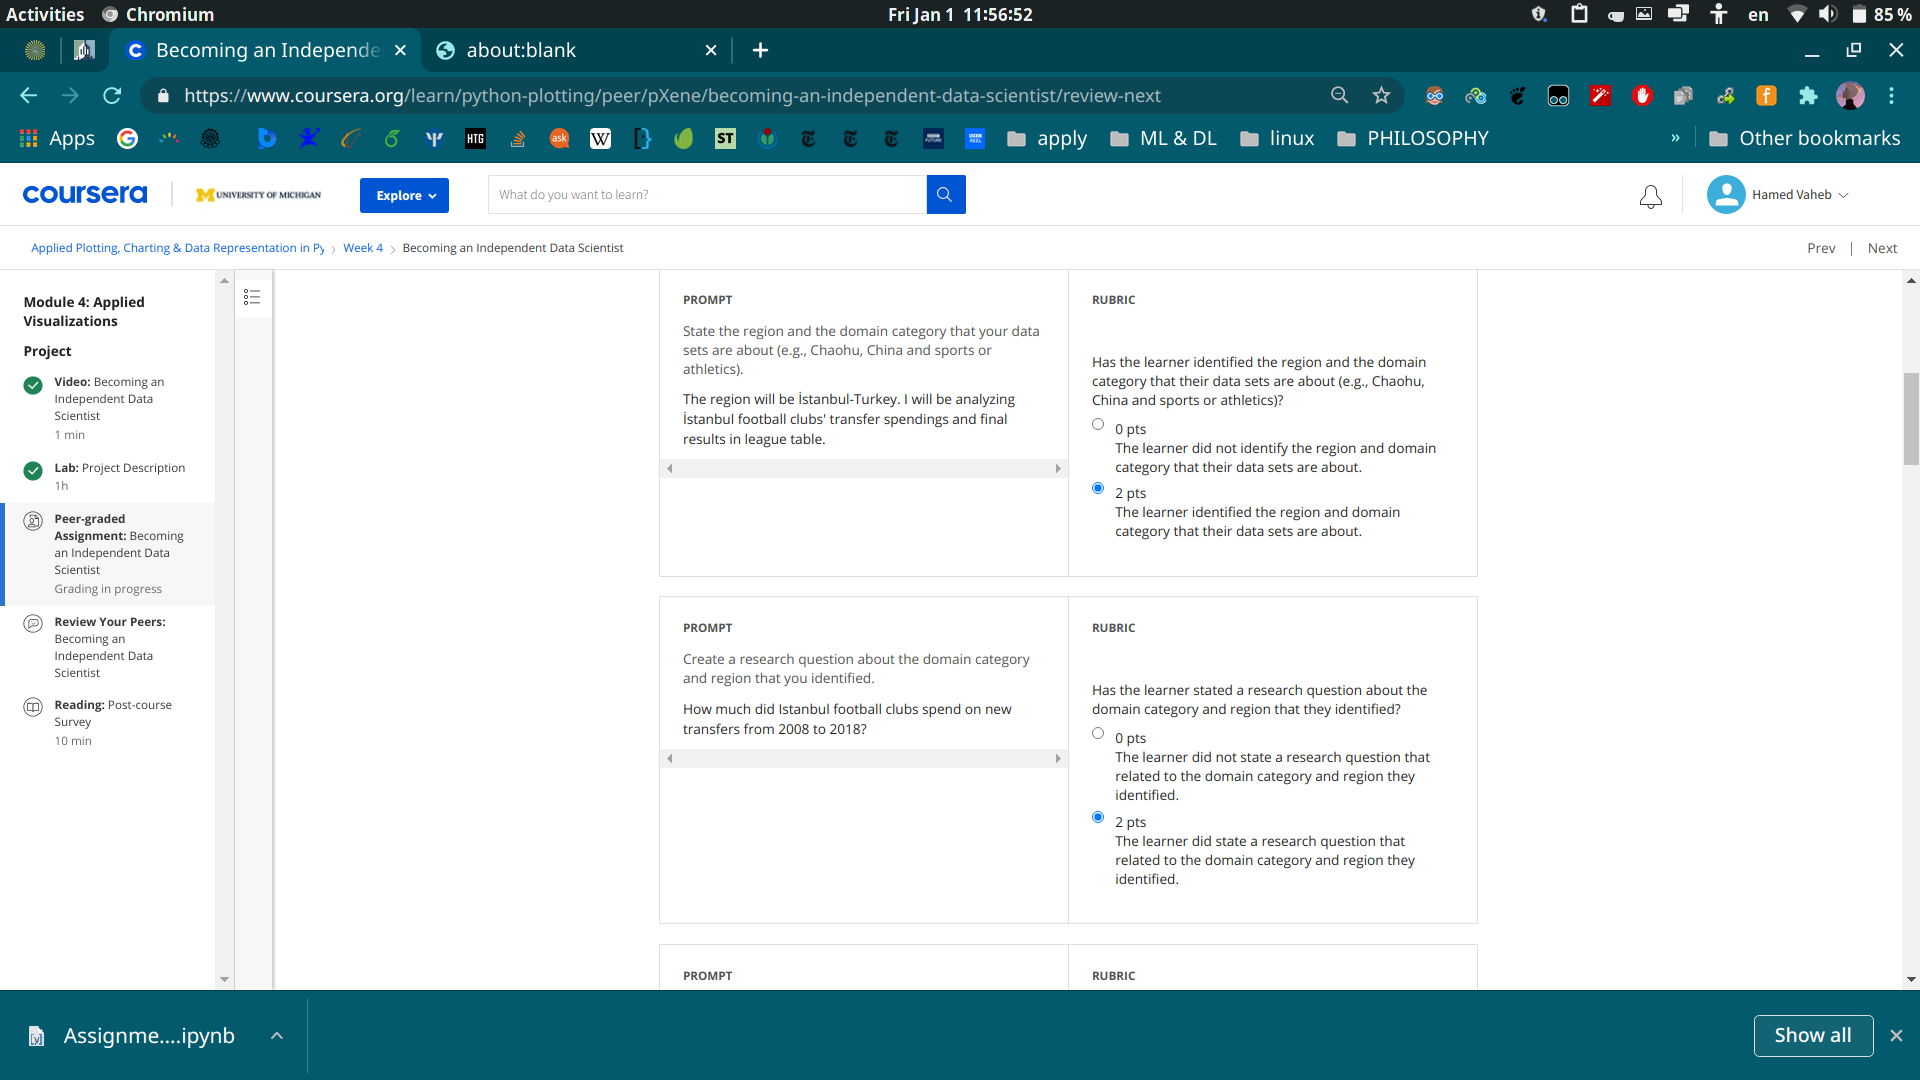 Activities Chromium Fri Jan 1 11:56:52 en 85 %
Becoming an Independe
about:blank
https://www.coursera.org/learn/python-plotting/peer/pXene/becoming-an-independent-data-scientist/review-next
Apps HTG ask W ST apply ML & DL linux PHILOSOPHY » Other bookmarks
coursera UNIVERSITY OF MICHIGAN Explore What do you want to learn? Hamed Vaheb
Applied Plotting, Charting & Data Representation in Py Week 4 Becoming an Independent Data Scientist Prev | Next
Module 4: Applied
Visualizations
Project
Video: Becoming an
Independent Data
Scientist
1 min
Lab: Project Description
1h
Peer-graded
Assignment: Becoming
an Independent Data
Scientist
Grading in progress
Review Your Peers:
Becoming an
Independent Data
Scientist
Reading: Post-course
Survey
10 min
PROMPT
State the region and the domain category that your data
sets are about (e.g., Chaohu, China and sports or
athletics).
The region will be İstanbul-Turkey. I will be analyzing
İstanbul football clubs' transfer spendings and final
results in league table.
RUBRIC
Has the learner identified the region and the domain
category that their data sets are about (e.g., Chaohu,
China and sports or athletics)?
0 pts
The learner did not identify the region and domain
category that their data sets are about.
2 pts
The learner identified the region and domain
category that their data sets are about.
PROMPT
Create a research question about the domain category
and region that you identified.
How much did Istanbul football clubs spend on new
transfers from 2008 to 2018?
RUBRIC
Has the learner stated a research question about the
domain category and region that they identified?
0 pts
The learner did not state a research question that
related to the domain category and region they
identified.
2 pts
The learner did state a research question that
related to the domain category and region they
identified.
PROMPT
RUBRIC
Assignme....ipynb
Show all